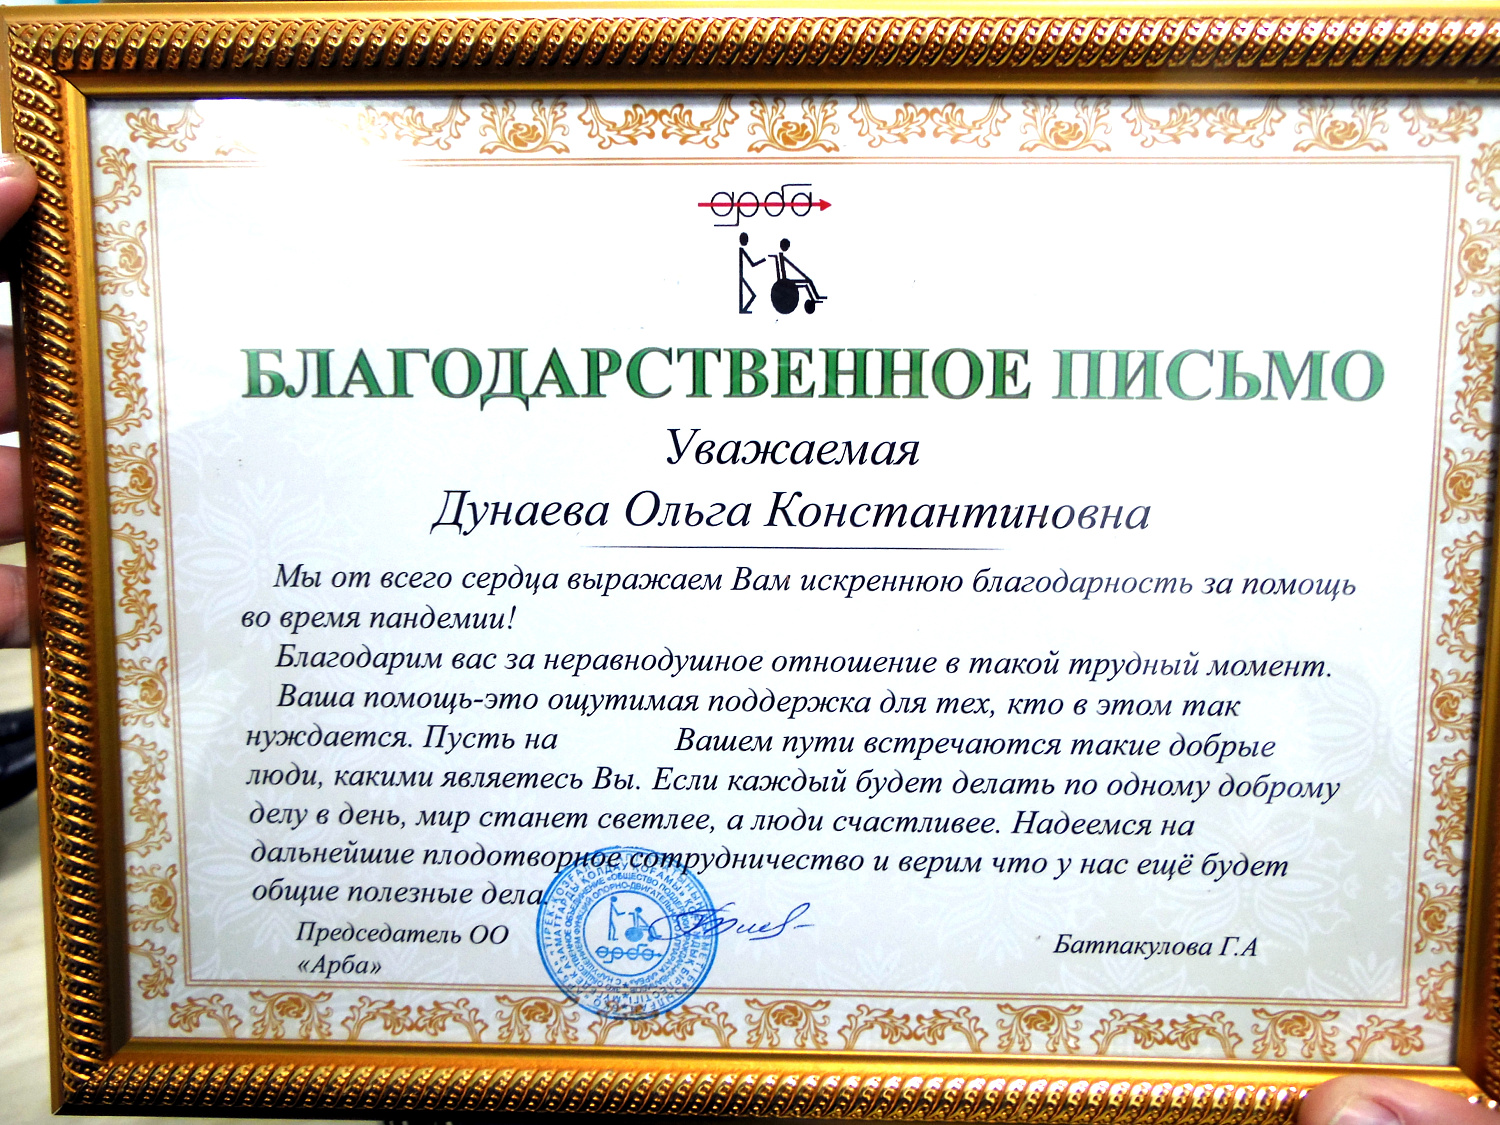 арба
БЛАГОДАРСТВЕННОЕ ПИСЬМО
Уважаемая
Дунаева Ольга Константиновна
Мы от всего сердца выражаем Вам искреннюю благодарность за помощь
во время пандемии!
Благодарим вас за неравнодушное отношение в такой трудный момент.
Ваша помощь-это ощутимая поддержка для тех, кто в этом так
нуждается. Пусть на Вашем пути встречаются такие добрые
люди, какими являетесь Вы. Если каждый будет делать по одному доброму
делу в день, мир станет светлее, а люди счастливее. Надеемся на
дальнейшие плодотворное сотрудничество и верим что у нас ещё будет
общие полезные дела.
Председатель ОО
«Арба»
арба
Батпакулова Г.А